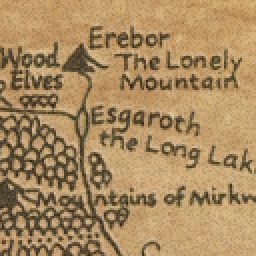 Erebor
The Lonely
Mountain
Wood
Elves
Esgaroth
the Long Lak
Mountains of Mirkw